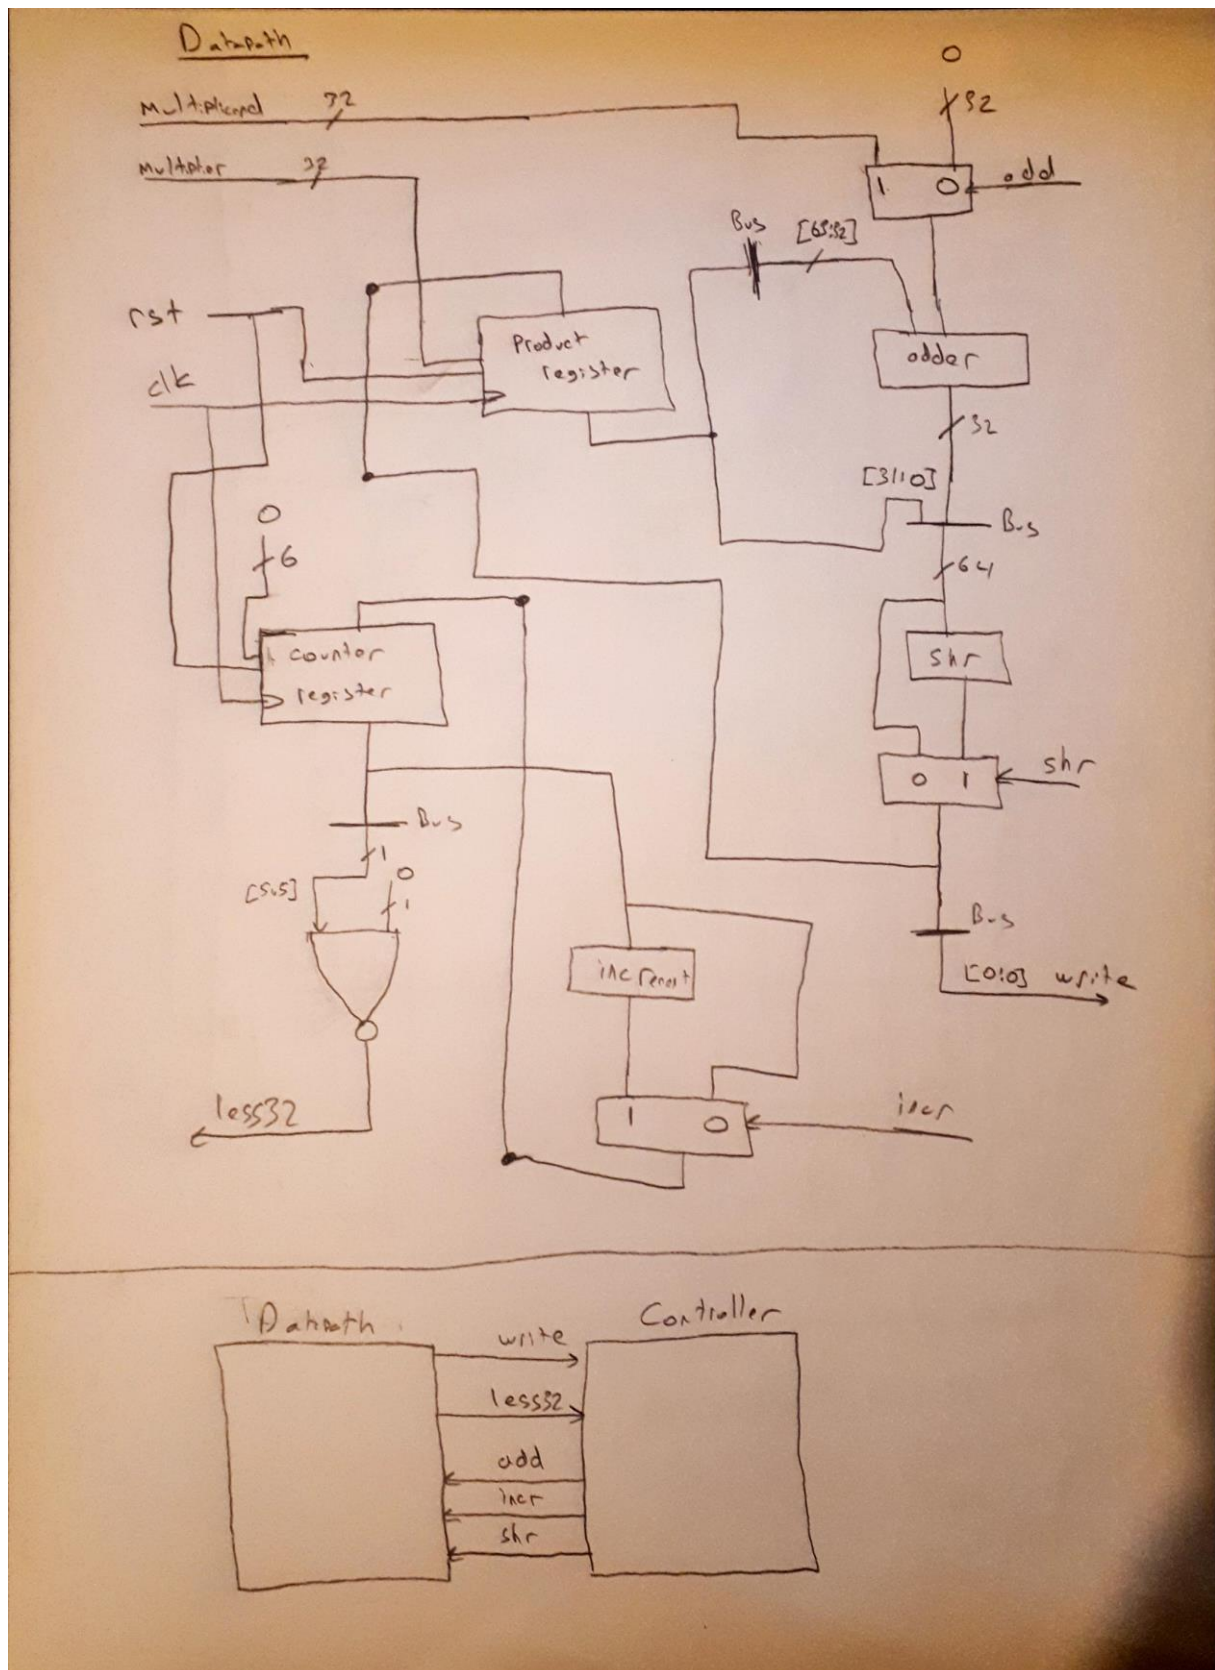 Datapath
0
Multiplicand 32
32
Multiplier 32
1 0 add
Bus [63:32]
rst
Product
register
adder
clk
32
[31:0]
0
Bus
6
64
counter
register
shr
0 1 shr
Bus
1
0
[5:5]
1
Bus
increment
[0:0] write
less32
1 0 incr
Datapath
Controller
write
less32
add
incr
shr